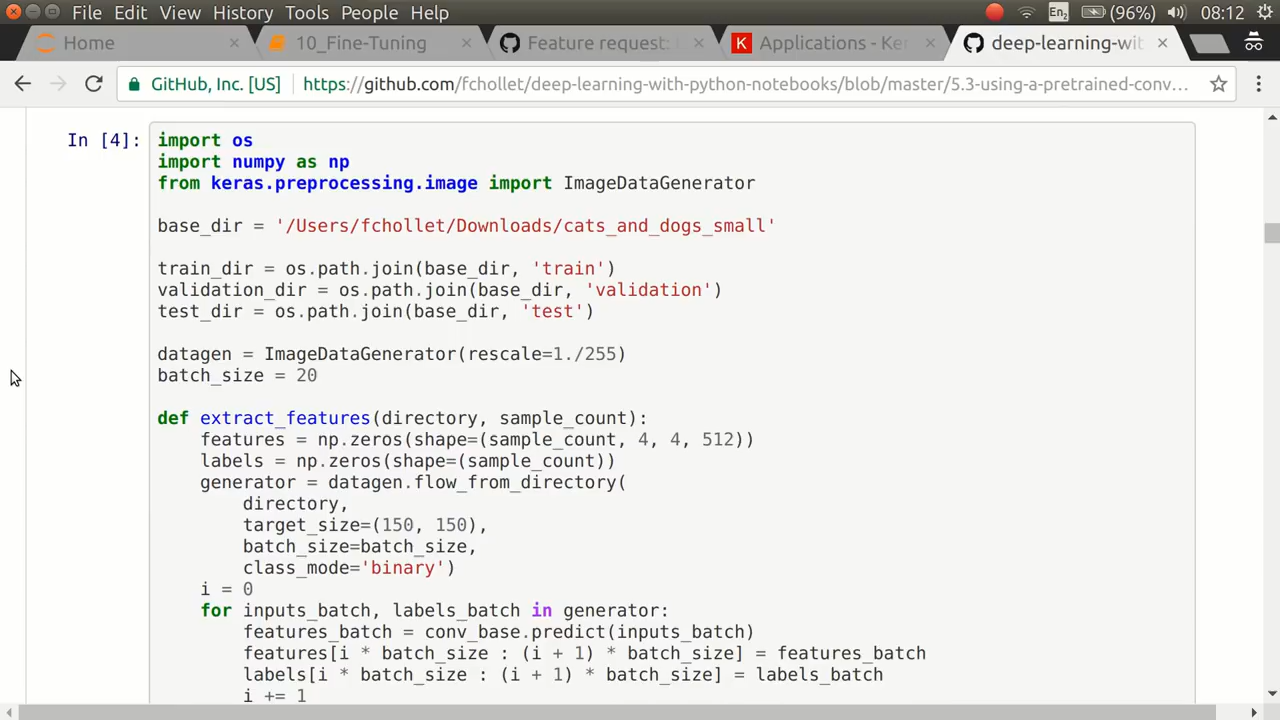 File Edit View History Tools People Help
En2 (96%) 08:12
Home
10_Fine-Tuning
Feature request:
K Applications - Ke
deep-learning-wit
GitHub, Inc. [US] https://github.com/fchollet/deep-learning-with-python-notebooks/blob/master/5.3-using-a-pretrained-conv…
In [4]:
import os
import numpy as np
from keras.preprocessing.image import ImageDataGenerator
base_dir = '/Users/fchollet/Downloads/cats_and_dogs_small'
train_dir = os.path.join(base_dir, 'train')
validation_dir = os.path.join(base_dir, 'validation')
test_dir = os.path.join(base_dir, 'test')
datagen = ImageDataGenerator(rescale=1./255)
batch_size = 20
def extract_features(directory, sample_count):
    features = np.zeros(shape=(sample_count, 4, 4, 512))
    labels = np.zeros(shape=(sample_count))
    generator = datagen.flow_from_directory(
        directory,
        target_size=(150, 150),
        batch_size=batch_size,
        class_mode='binary')
    i = 0
    for inputs_batch, labels_batch in generator:
        features_batch = conv_base.predict(inputs_batch)
        features[i * batch_size : (i + 1) * batch_size] = features_batch
        labels[i * batch_size : (i + 1) * batch_size] = labels_batch
        i += 1